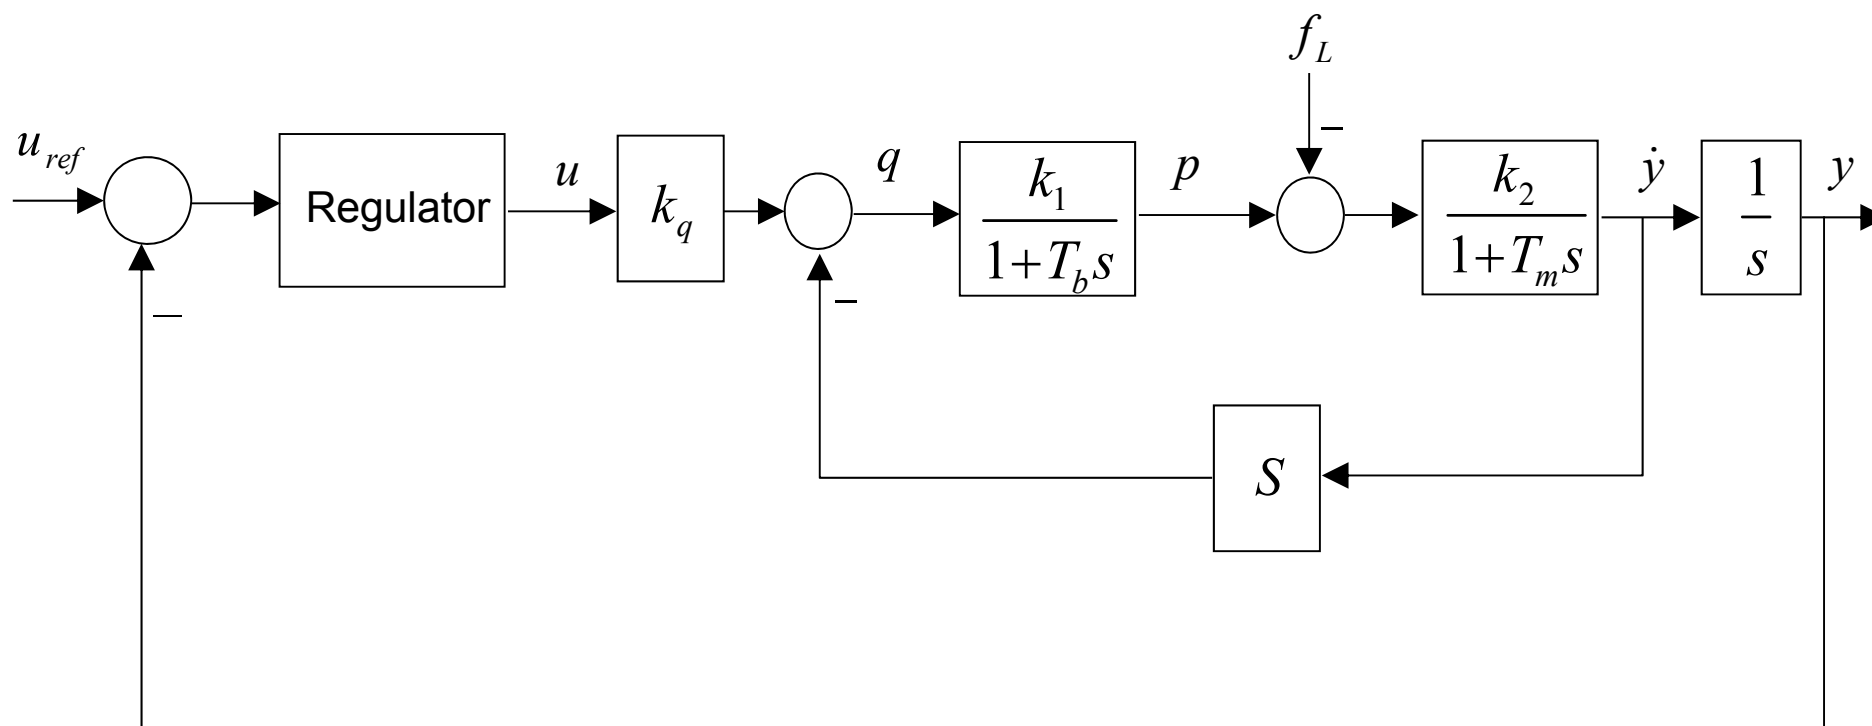 f_L
u_ref
Regulator
u
k_q
q
k_1
1+T_b s
p
k_2
1+T_m s
ẏ
1
s
y
−
−
−
S